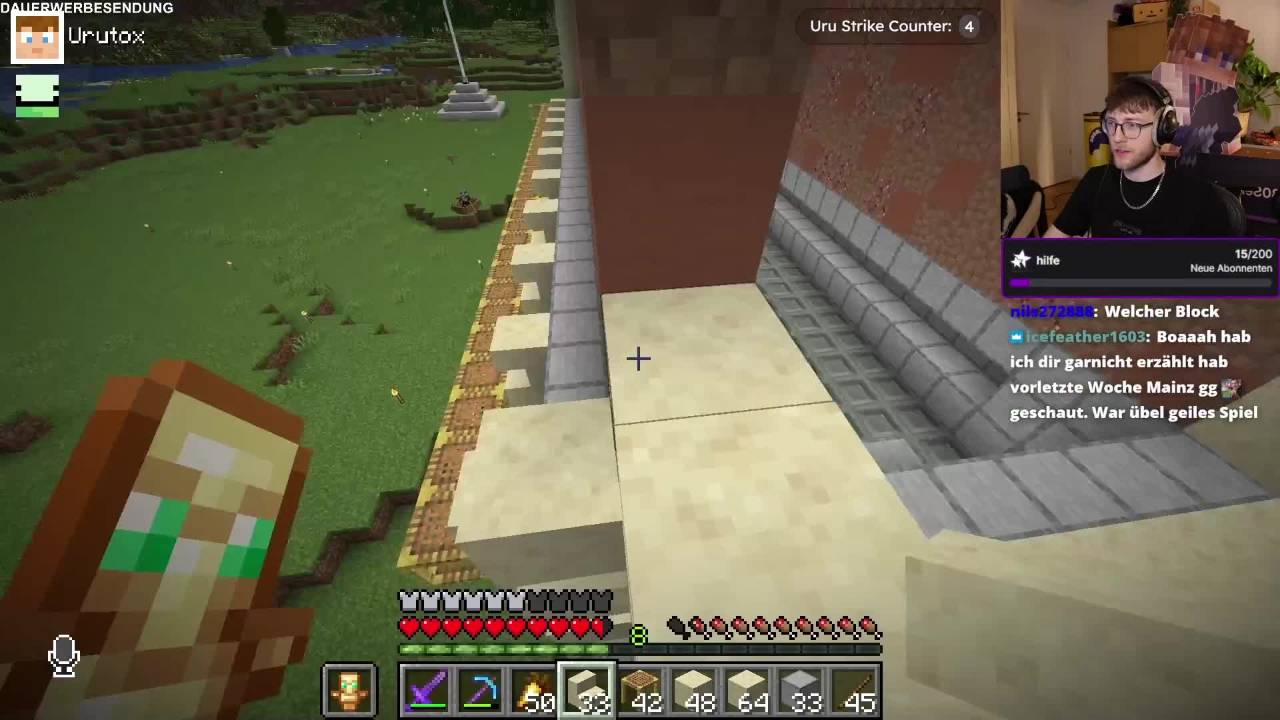 DAUERWERBESENDUNG
Urutox
Uru Strike Counter: 4
hilfe
15/200
Neue Abonnenten
nils272888: Welcher Block
icefeather1603: Boaaah hab
ich dir garnicht erzählt hab
vorletzte Woche Mainz gg
geschaut. War übel geiles Spiel
8
50
33
42
48
64
33
45